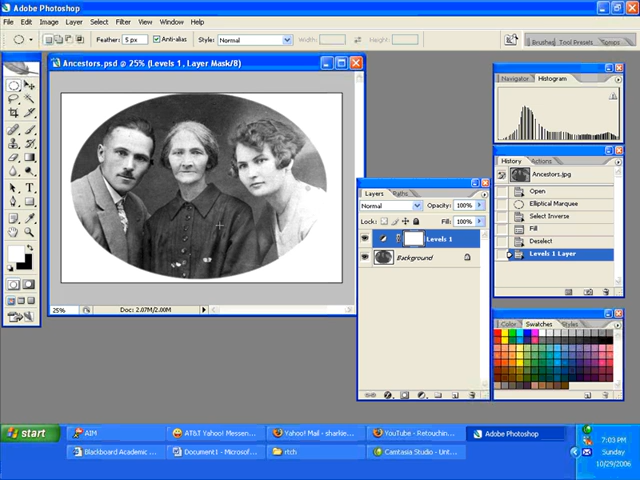 Adobe Photoshop
File Edit Image Layer Select Filter View Window Help
Feather: 5 px Anti-alias Style: Normal Width: Height: Brushes Tool Presets Comps
Ancestors.psd @ 25% (Levels 1, Layer Mask/8)
Navigator Histogram
History Actions
Ancestors.jpg
Open
Elliptical Marquee
Select Inverse
Fill
Deselect
Levels 1 Layer
Layers Paths
Normal Opacity: 100%
Lock: Fill: 100%
Levels 1
Background
25% Doc: 2.07M/2.00M
Color Swatches Styles
start
AIM
AT&T Yahoo! Messen...
Yahoo! Mail - sharkie...
YouTube - Retouchin...
Adobe Photoshop
Blackboard Academic ...
Document1 - Microsof...
rtch
Camtasia Studio - Unt...
7:03 PM
Sunday
10/29/2006